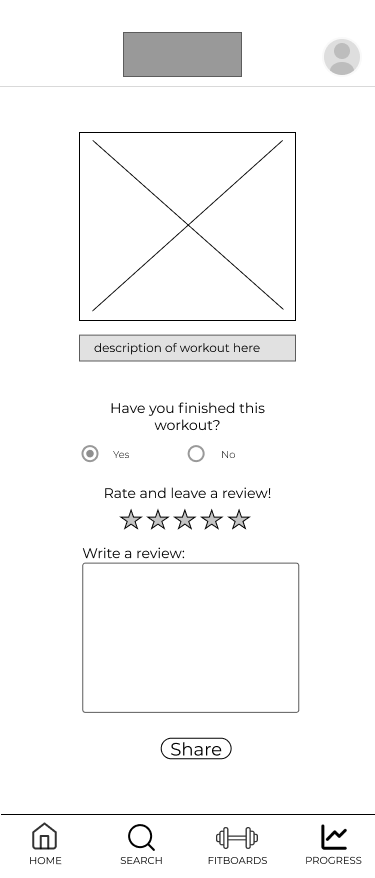 description of workout here
Have you finished this
workout?
Yes
No
Rate and leave a review!
Write a review:
Share
HOME
SEARCH
FITBOARDS
PROGRESS